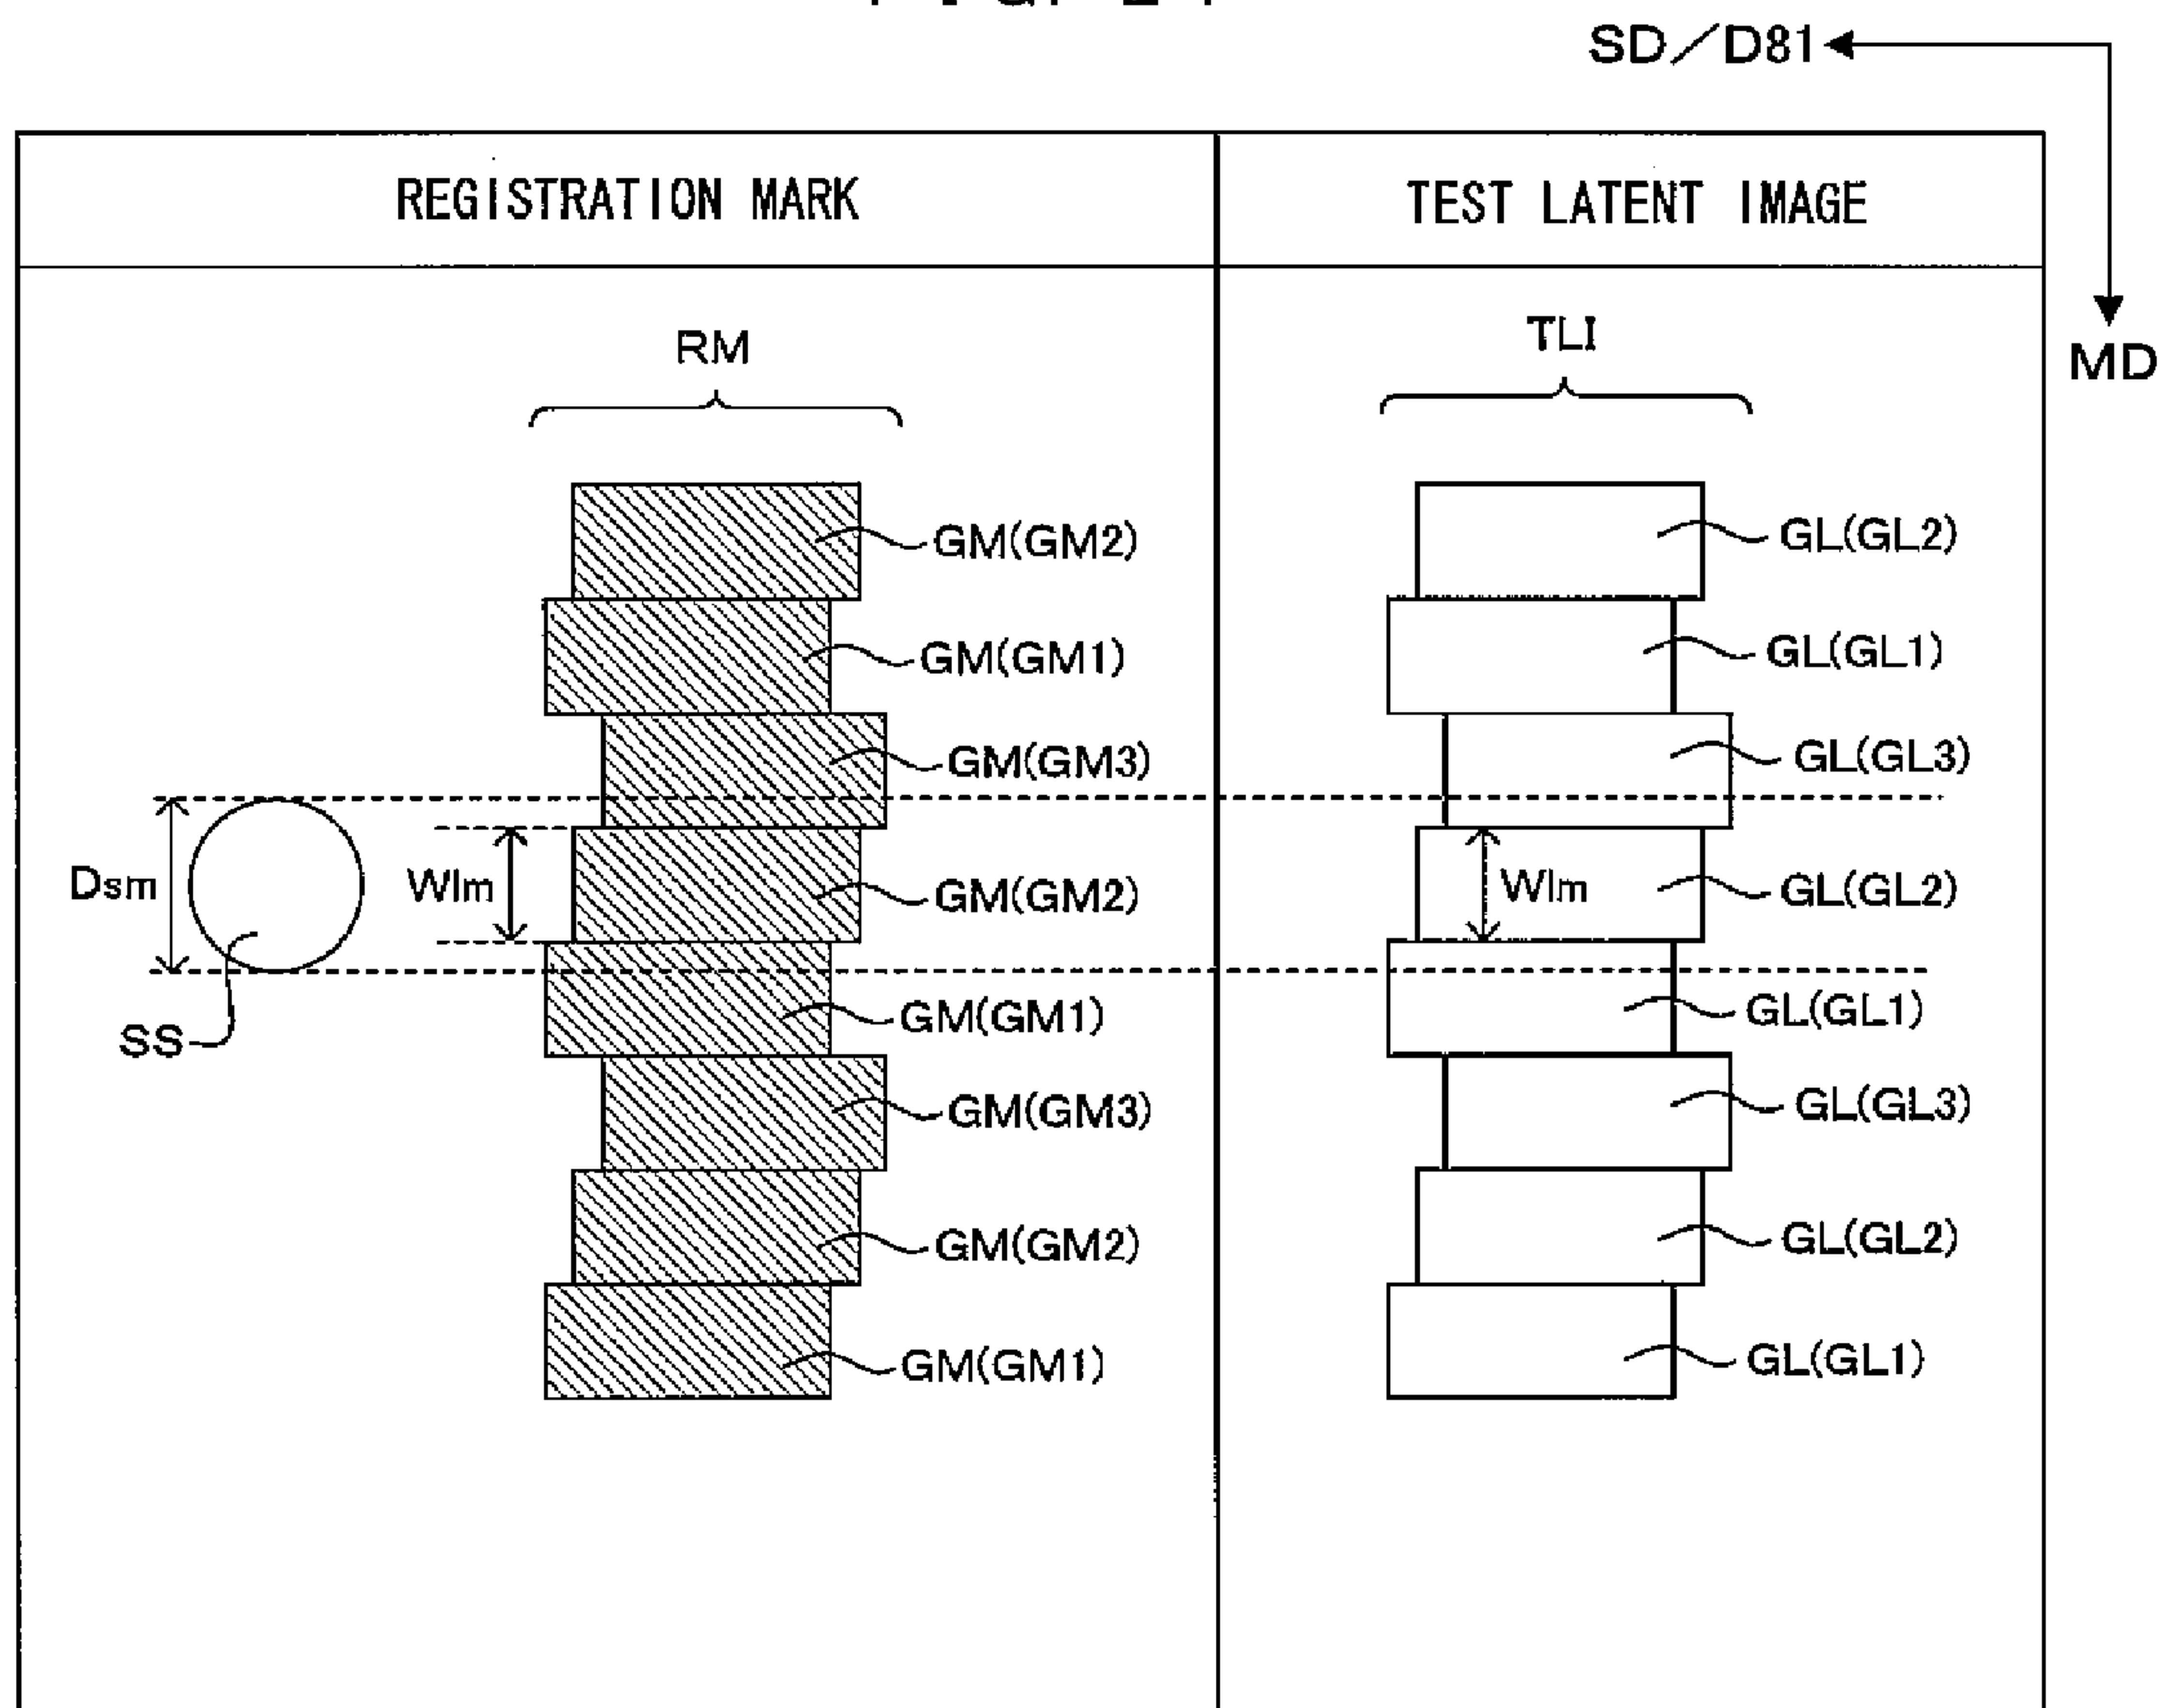 SD/D81
MD
REGISTRATION MARK
TEST LATENT IMAGE
RM
TLI
GM(GM2)
GL(GL2)
GM(GM1)
GL(GL1)
GM(GM3)
GL(GL3)
Dsm
Wlm
GM(GM2)
Wlm
GL(GL2)
SS
GM(GM1)
GL(GL1)
GM(GM3)
GL(GL3)
GM(GM2)
GL(GL2)
GM(GM1)
GL(GL1)